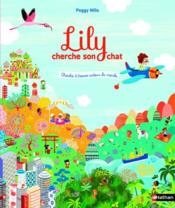 Peggy Nille
Lily
cherche son chat
Cherche & trouve autour du monde
Nathan